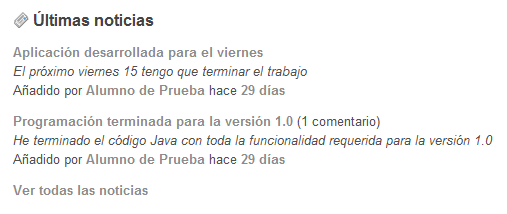 Últimas noticias
Aplicación desarrollada para el viernes
El próximo viernes 15 tengo que terminar el trabajo
Añadido por Alumno de Prueba hace 29 días
Programación terminada para la versión 1.0 (1 comentario)
He terminado el código Java con toda la funcionalidad requerida para la versión 1.0
Añadido por Alumno de Prueba hace 29 días
Ver todas las noticias